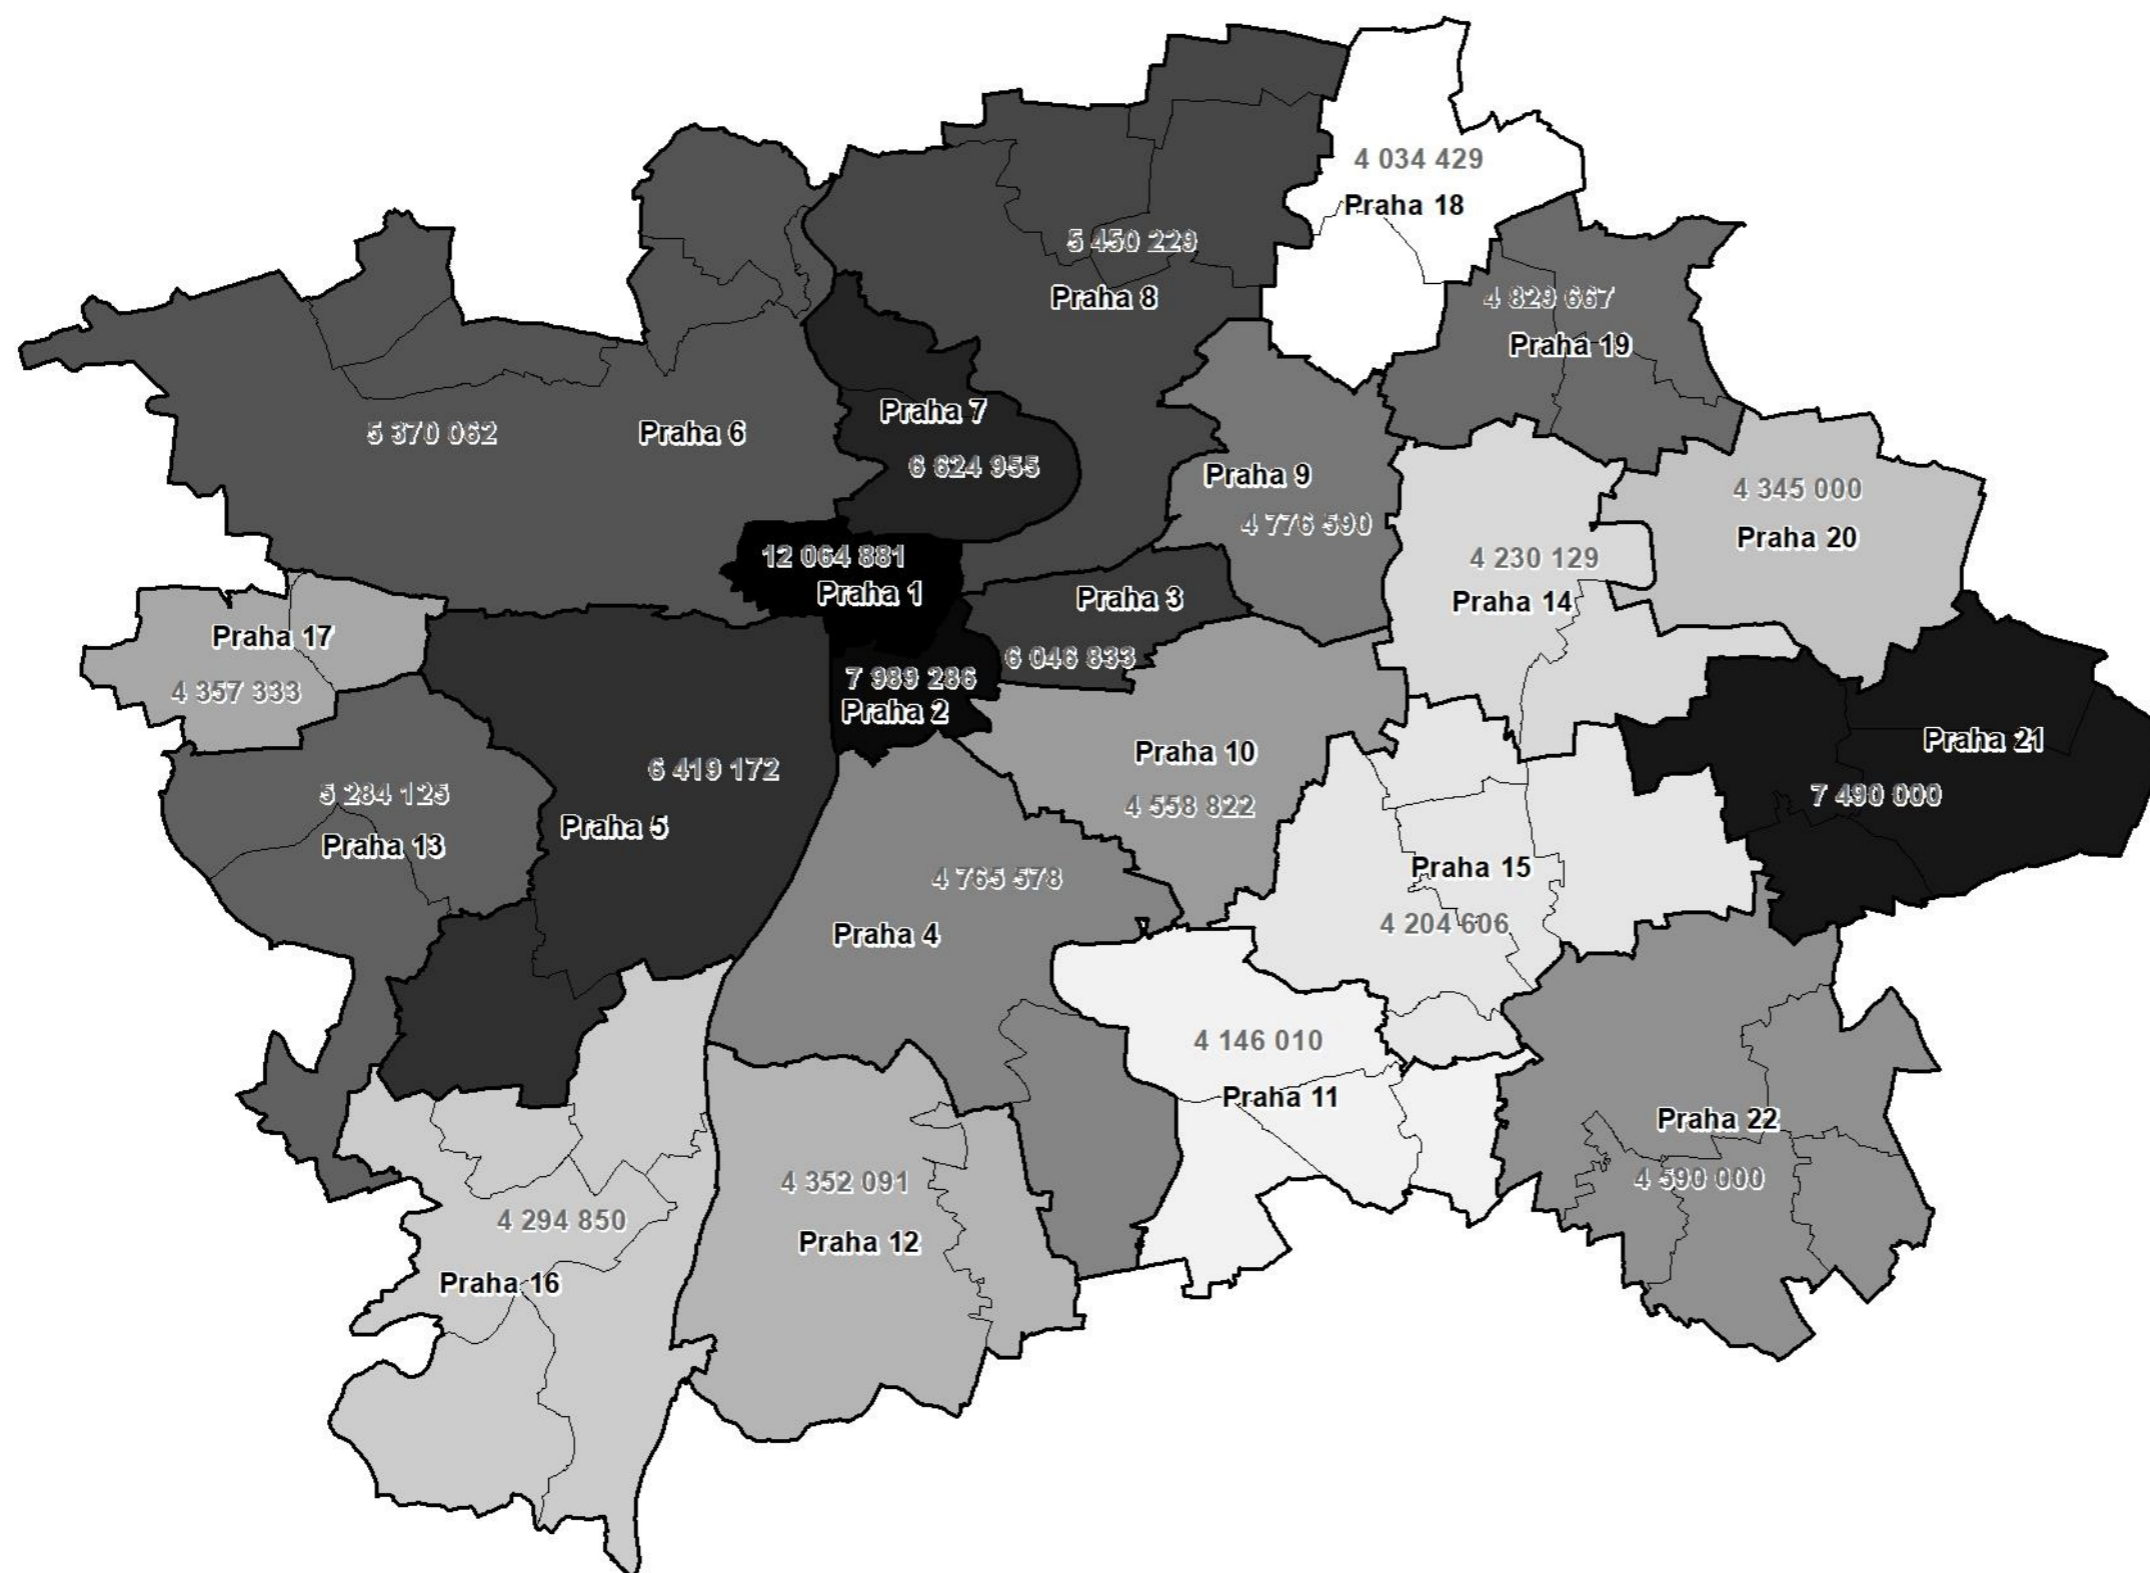 4 034 429
Praha 18
5 450 229
Praha 8
4 829 667
Praha 19
5 370 062
Praha 6
Praha 7
6 624 955
Praha 9
4 776 590
4 345 000
Praha 20
12 064 881
Praha 1
Praha 3
6 046 833
4 230 129
Praha 14
Praha 17
4 357 333
7 989 286
Praha 2
Praha 10
4 558 822
Praha 21
7 490 000
6 419 172
Praha 5
5 284 125
Praha 13
4 765 578
Praha 4
Praha 15
4 204 606
4 146 010
Praha 11
Praha 22
4 590 000
4 352 091
Praha 12
4 294 850
Praha 16